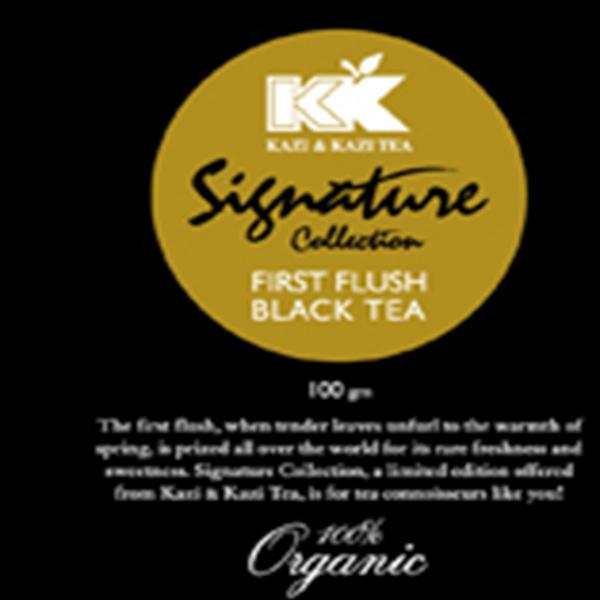 KK
KAZI & KAZI TEA
Signature
Collection
FIRST FLUSH
BLACK TEA
100 gm
The first flush, when tender leaves unfurl to the warmth of
spring, is prized all over the world for its rare freshness and
sweetness. Signature Collection, a limited edition offered
from Kazi & Kazi Tea, is for tea connoisseurs like you!
100%
Organic